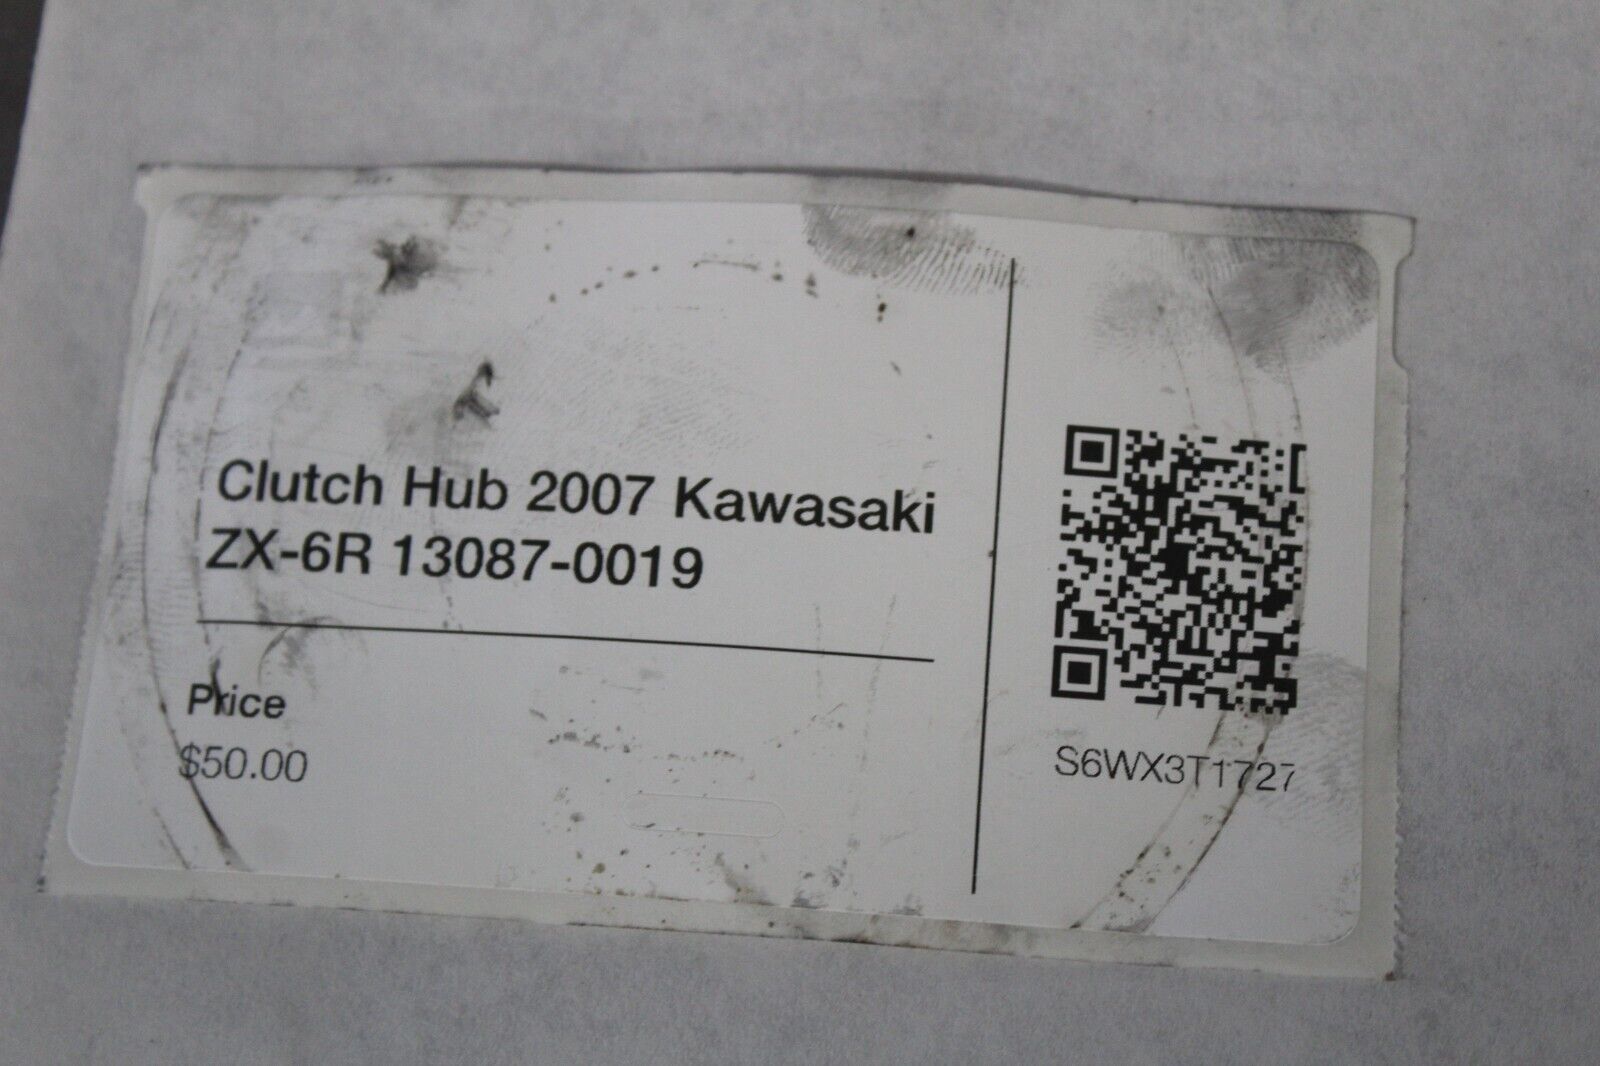 Clutch Hub 2007 Kawasaki
ZX-6R 13087-0019
Price
$50.00
S6WX3T1727